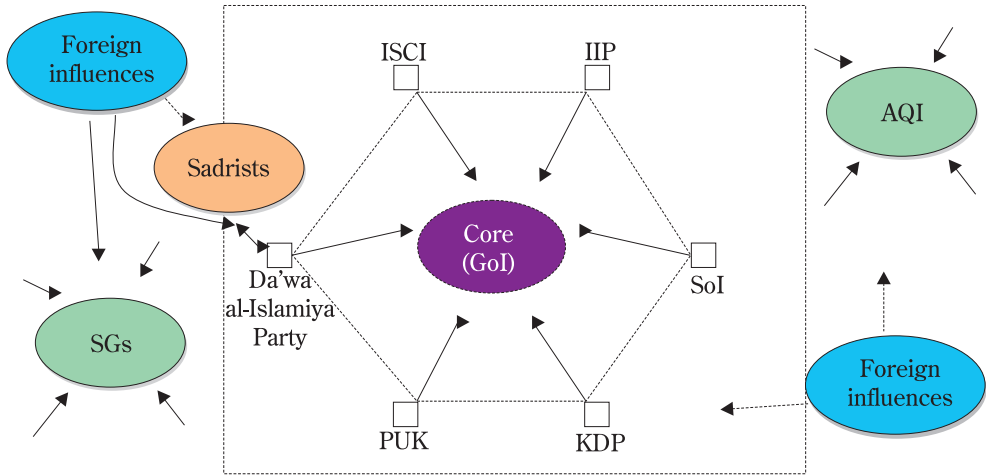 Foreign
influences
ISCI
IIP
AQI
Sadrists
Core
(GoI)
Da'wa
al-Islamiya
Party
SoI
SGs
Foreign
influences
PUK
KDP